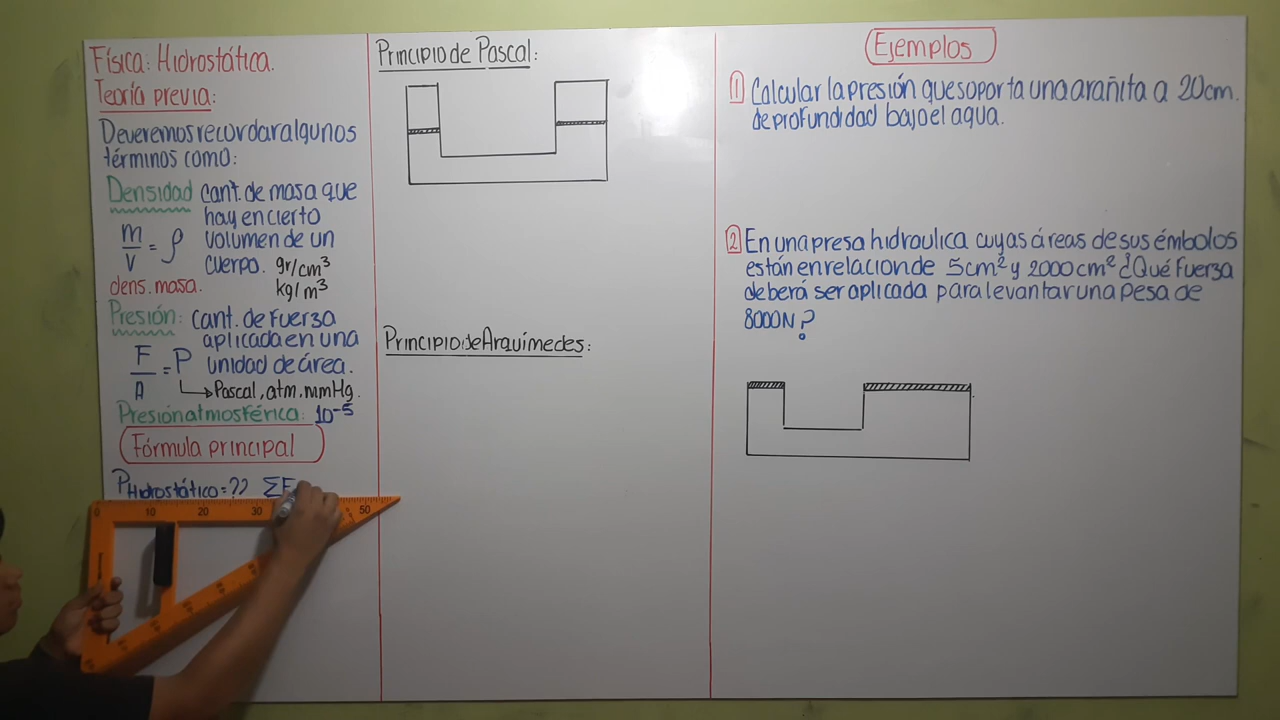 Física: Hidrostática.
Teoría previa:
Deveremos recordar algunos
términos como:
Densidad cant. de masa que
hay en cierto
m/v = ρ volumen de un
cuerpo. gr/cm³
dens. masa. kg/m³
Presión: cant. de Fuerza
aplicada en una
F/A = P unidad de área.
Pascal, atm. mmHg.
Presión atmosférica: 10⁻⁵
Fórmula principal
P Hidrostático = ?? ΣF
0 10 20 30 50
Principio de Pascal:
Principio de Arquímedes:
Ejemplos
1 Calcular la presión que soporta una arañita a 20cm.
de profundidad bajo el agua.
2 En una presa hidraulica cuyas áreas de sus émbolos
están en relacion de 5cm² y 2000cm² ¿Qué Fuerza
deberá ser aplicada para levantar una pesa de
8000N?